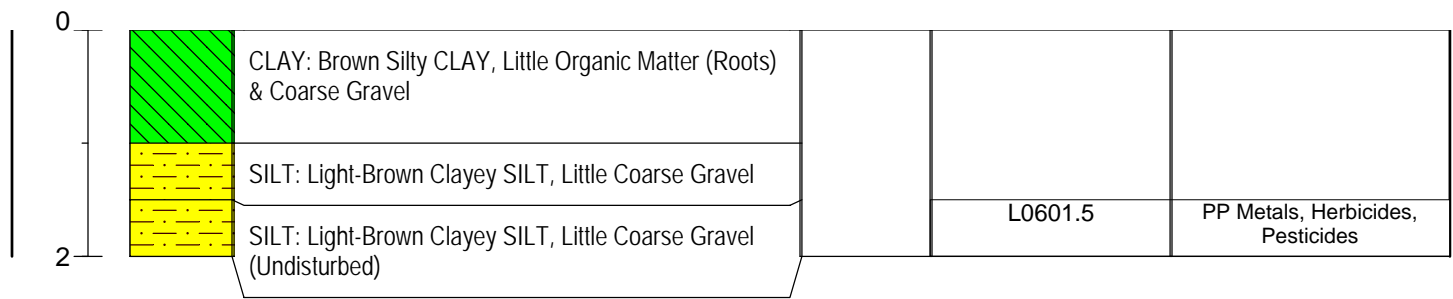 0
CLAY: Brown Silty CLAY, Little Organic Matter (Roots)
& Coarse Gravel
SILT: Light-Brown Clayey SILT, Little Coarse Gravel
SILT: Light-Brown Clayey SILT, Little Coarse Gravel
(Undisturbed)
L0601.5
PP Metals, Herbicides,
Pesticides
2